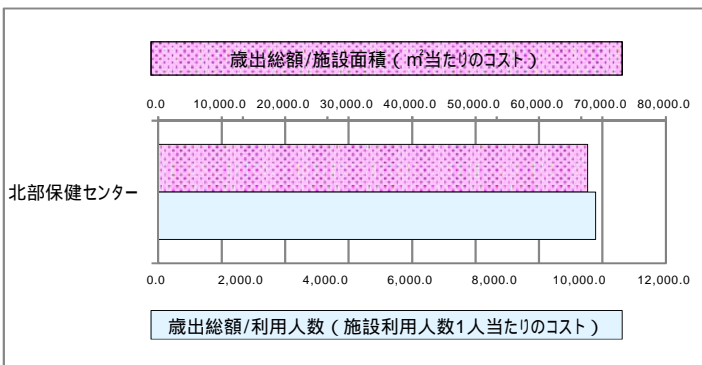 歳出総額/施設面積（㎡当たりのコスト）
0.0 10,000.0 20,000.0 30,000.0 40,000.0 50,000.0 60,000.0 70,000.0 80,000.0
北部保健センター
0.0 2,000.0 4,000.0 6,000.0 8,000.0 10,000.0 12,000.0
歳出総額/利用人数（施設利用人数1人当たりのコスト）